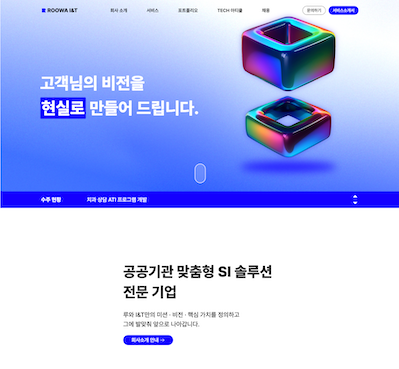 ROOWA I&T
회사 소개
서비스
포트폴리오
TECH 아티클
채용
문의하기
서비스소개서
고객님의 비전을
현실로 만들어 드립니다.
수주 현황
치과 상담 ATI 프로그램 개발
공공기관 맞춤형 SI 솔루션
전문 기업
루와 I&T만의 미션 · 비전 · 핵심 가치를 정의하고
그에 발맞춰 앞으로 나아갑니다.
회사소개 안내 →